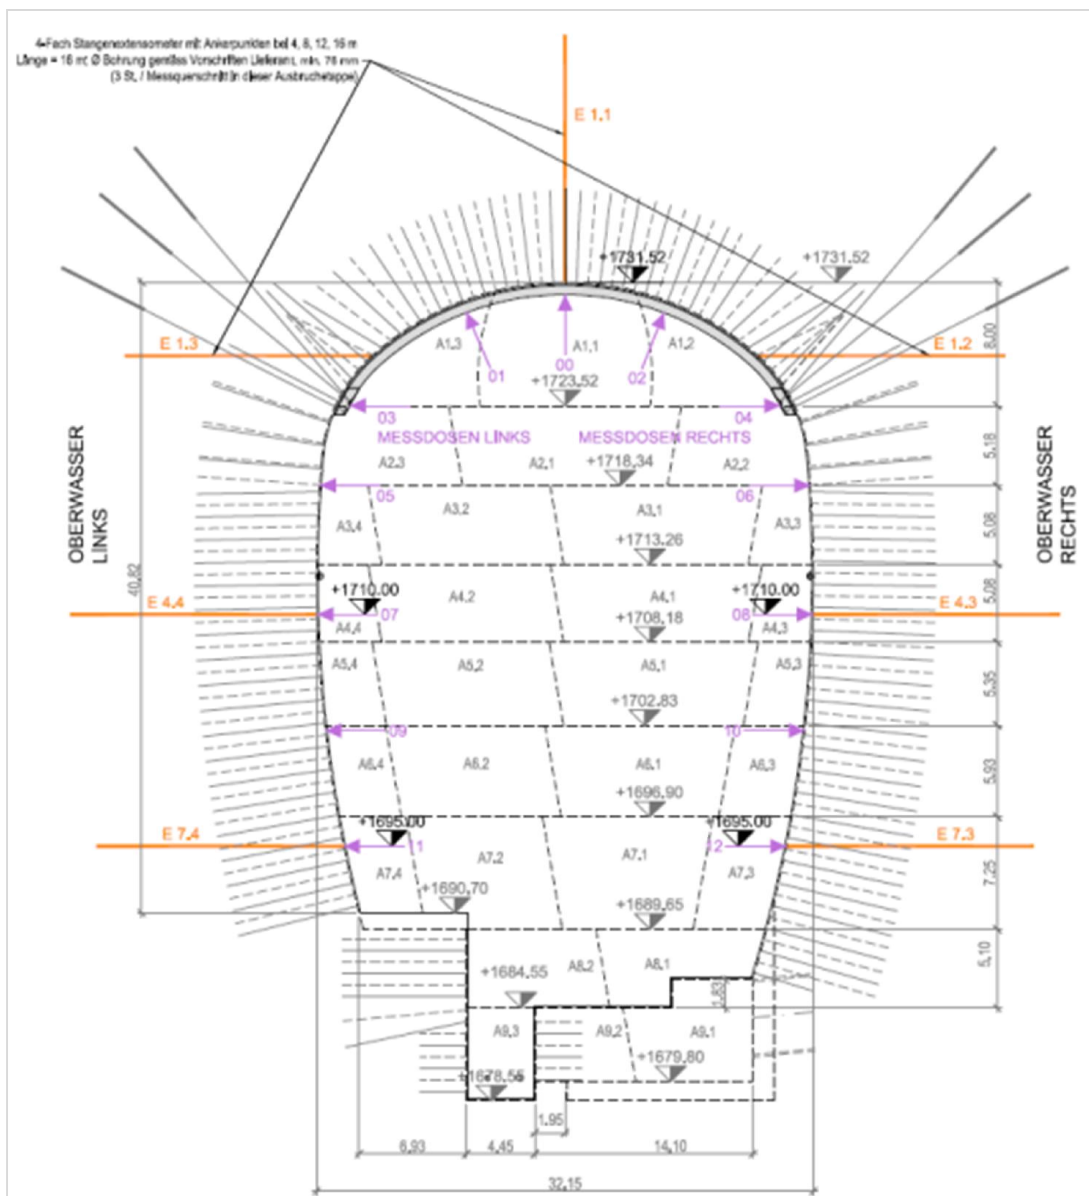 4-Fach Stangenextensometer mit Ankerpunkten bei 4, 8, 12, 16 m
Länge = 16 m; Ø Bohrung gemäss Vorschriften Lieferant, min. 76 mm
(3 St. / Messquerschnitt in dieser Ausbruchetappe)
E 1.1
+1731.52
+1731.52
E 1.3
E 1.2
A1.3
A1.1
A1.2
8.00
01
00
02
+1723.52
03
04
MESSDOSEN LINKS
MESSDOSEN RECHTS
A2.3
A2.1
+1718.34
A2.2
5.18
05
06
OBERWASSER
LINKS
OBERWASSER
RECHTS
A3.4
A3.2
A3.1
A3.3
5.08
+1713.26
40.82
+1710.00
+1710.00
A4.2
A4.1
5.08
E 4.4
E 4.3
07
08
+1708.18
A4.4
A4.3
A5.4
A5.2
A5.1
A5.3
5.35
+1702.83
09
10
A6.4
A6.2
A6.1
A6.3
5.93
+1696.90
+1695.00
+1695.00
E 7.4
E 7.3
11
12
A7.4
A7.2
A7.1
A7.3
7.25
+1690.70
+1689.65
A8.2
A8.1
5.10
+1684.55
1.83
A9.3
A9.2
A9.1
+1679.80
+1678.55
1.95
6.93
4.45
14.10
32.15